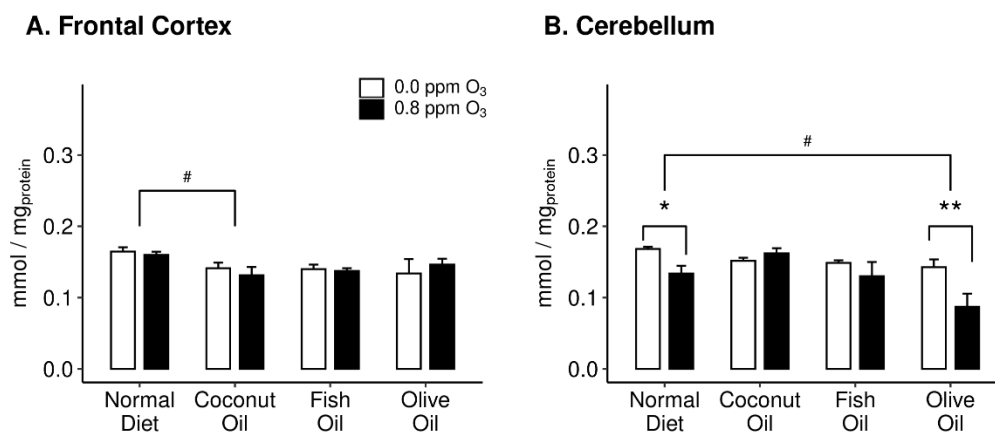 A. Frontal Cortex
0.0 ppm O₃
0.8 ppm O₃
mmol / mgprotein
0.3
0.2
0.1
0.0
#
Normal Diet
Coconut Oil
Fish Oil
Olive Oil
B. Cerebellum
mmol / mgprotein
0.3
0.2
0.1
0.0
#
*
**
Normal Diet
Coconut Oil
Fish Oil
Olive Oil